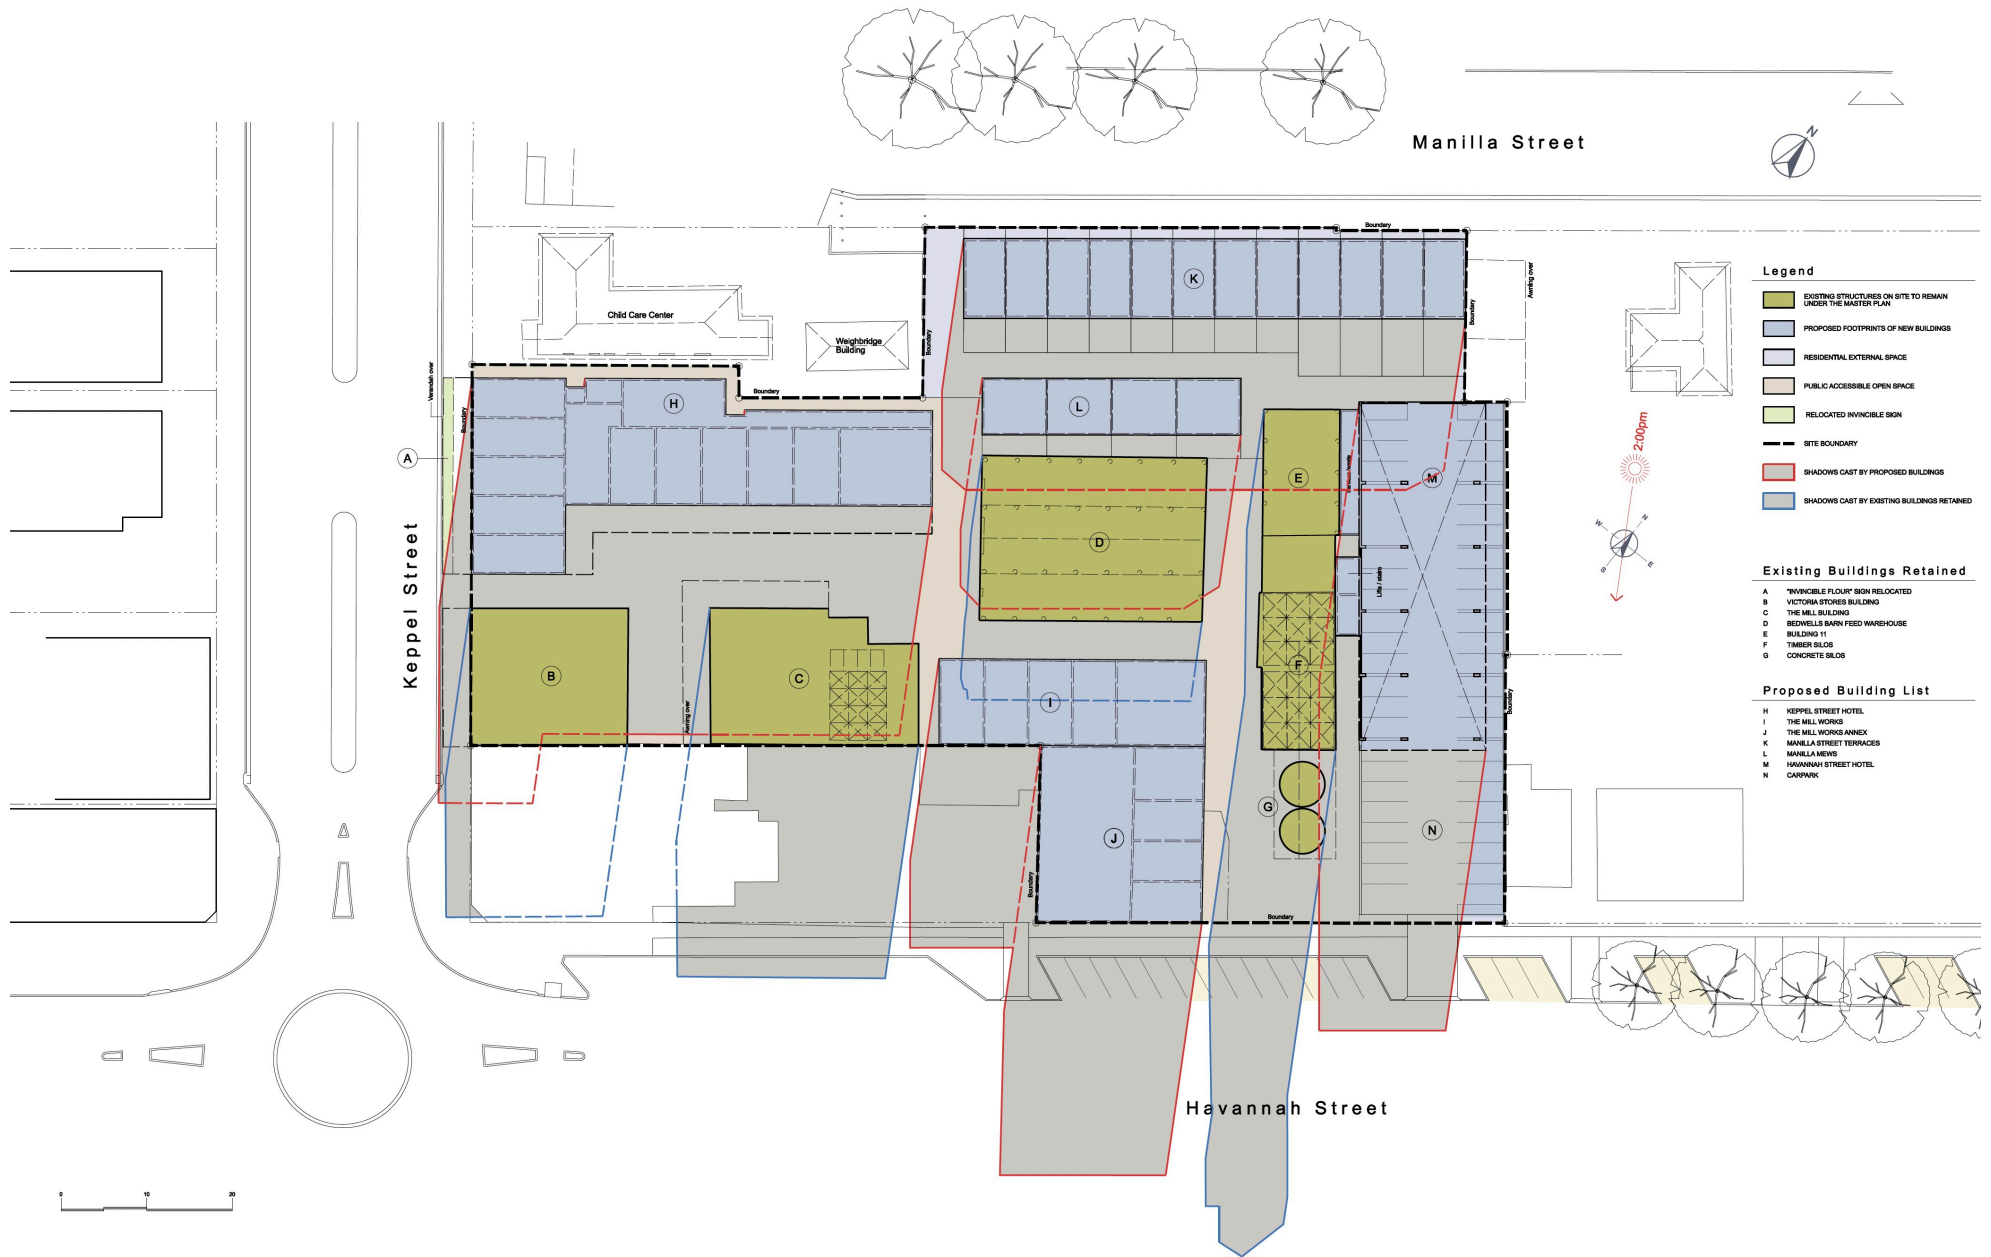 Manilla Street
N
Boundary
K
Awning over
Boundary
Boundary
Child Care Center
Weighbridge
Building
Verandah over
Boundary
Boundary
H
L
A
E
M
D
Keppel Street
Lifts / stairs
B
C
F
I
Awning over
Boundary
G
J
N
Boundary
Boundary
Havannah Street
0 10 20
Legend
EXISTING STRUCTURES ON SITE TO REMAIN
UNDER THE MASTER PLAN
PROPOSED FOOTPRINTS OF NEW BUILDINGS
RESIDENTIAL EXTERNAL SPACE
PUBLIC ACCESSIBLE OPEN SPACE
RELOCATED INVINCIBLE SIGN
SITE BOUNDARY
SHADOWS CAST BY PROPOSED BUILDINGS
SHADOWS CAST BY EXISTING BUILDINGS RETAINED
2:00pm
W N
S E
Existing Buildings Retained
A "INVINCIBLE FLOUR" SIGN RELOCATED
B VICTORIA STORES BUILDING
C THE MILL BUILDING
D BEDWELLS BARN FEED WAREHOUSE
E BUILDING 11
F TIMBER SILOS
G CONCRETE SILOS
Proposed Building List
H KEPPEL STREET HOTEL
I THE MILL WORKS
J THE MILL WORKS ANNEX
K MANILLA STREET TERRACES
L MANILLA MEWS
M HAVANNAH STREET HOTEL
N CARPARK